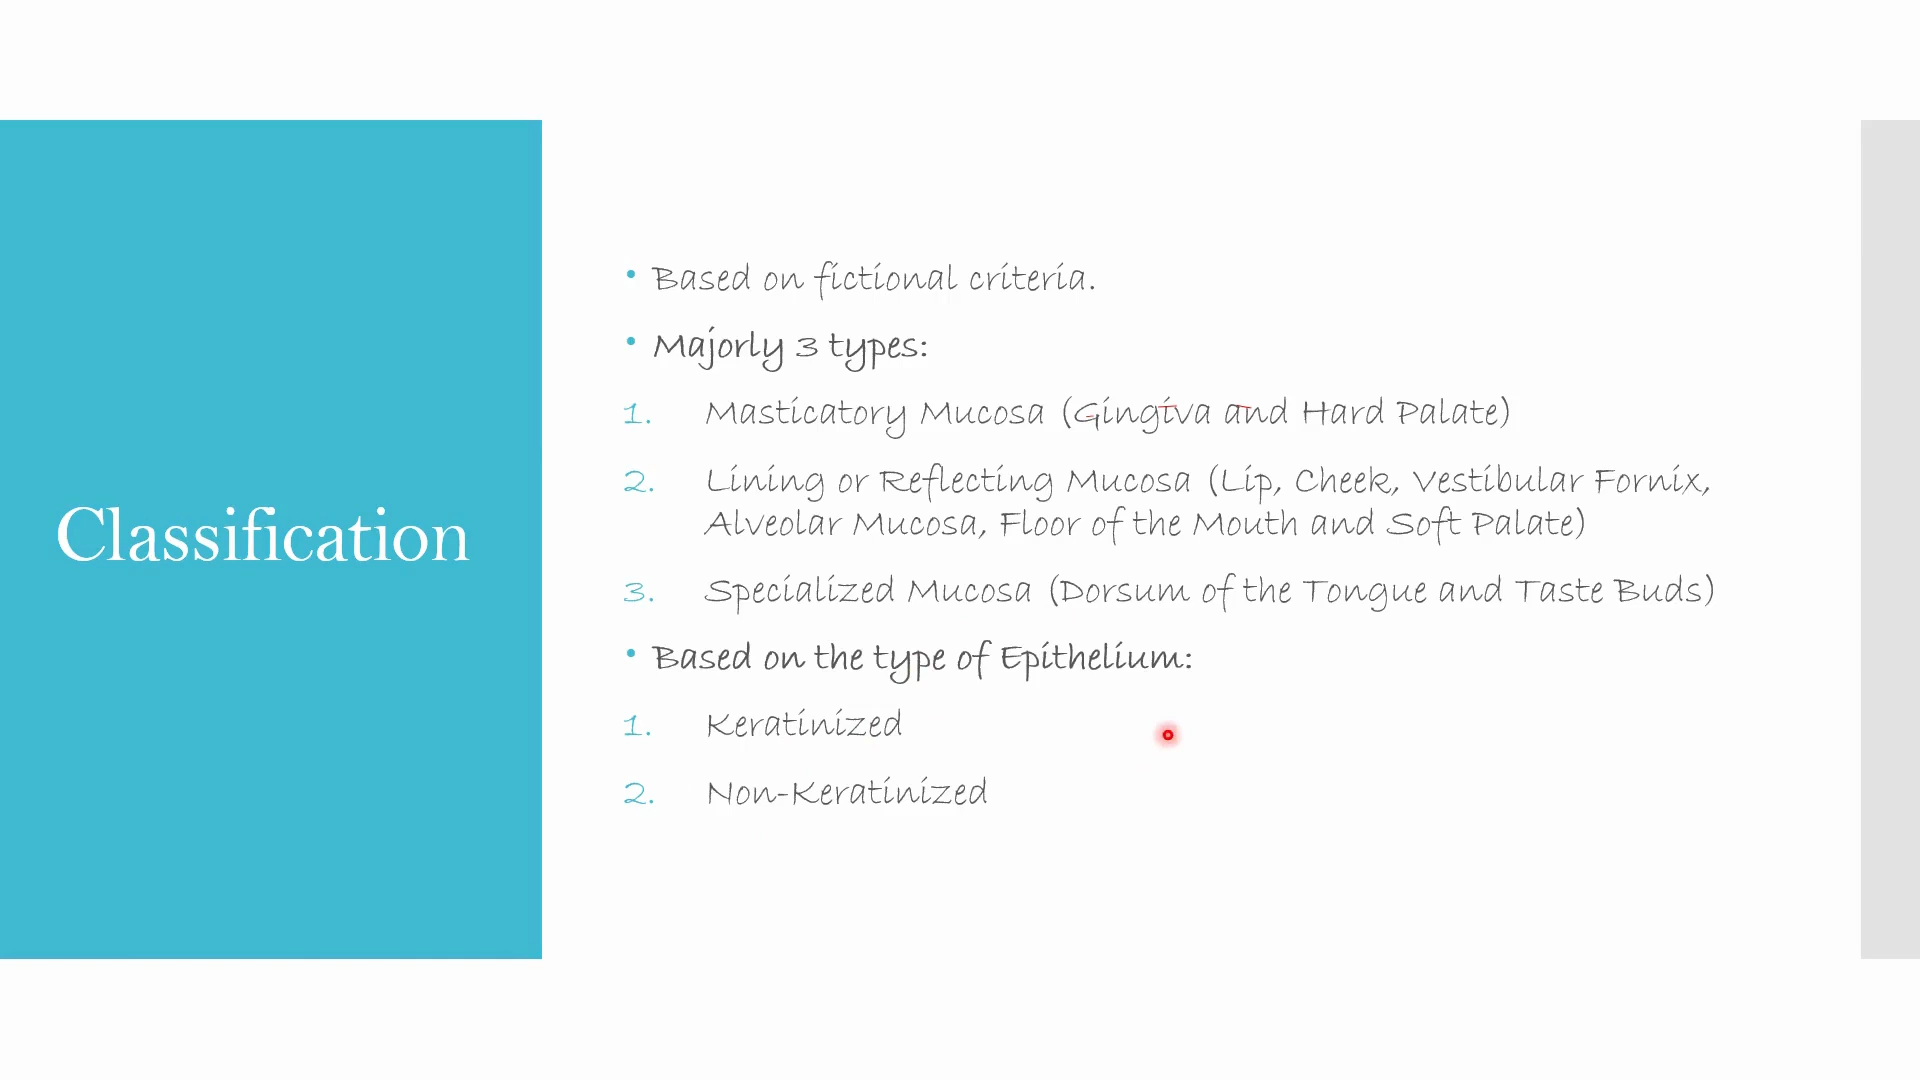 Classification
• Based on fictional criteria.
• Majorly 3 types:
1. Masticatory Mucosa (Gingiva and Hard Palate)
2. Lining or Reflecting Mucosa (Lip, Cheek, Vestibular Fornix,
Alveolar Mucosa, Floor of the Mouth and Soft Palate)
3. Specialized Mucosa (Dorsum of the Tongue and Taste Buds)
• Based on the type of Epithelium:
1. Keratinized
2. Non-Keratinized